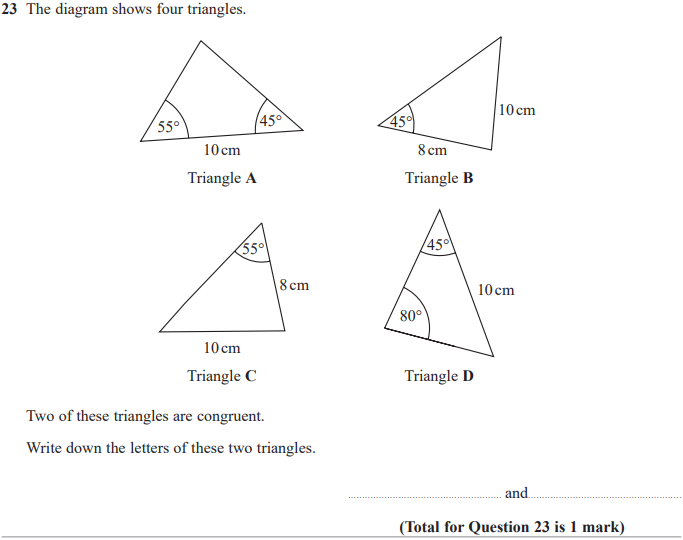 23 The diagram shows four triangles.
55° 45°
10 cm
Triangle A
45° 10 cm
8 cm
Triangle B
55°
8 cm
10 cm
Triangle C
45°
10 cm
80°
Triangle D
Two of these triangles are congruent.
Write down the letters of these two triangles.
.............................................. and ..............................................
(Total for Question 23 is 1 mark)